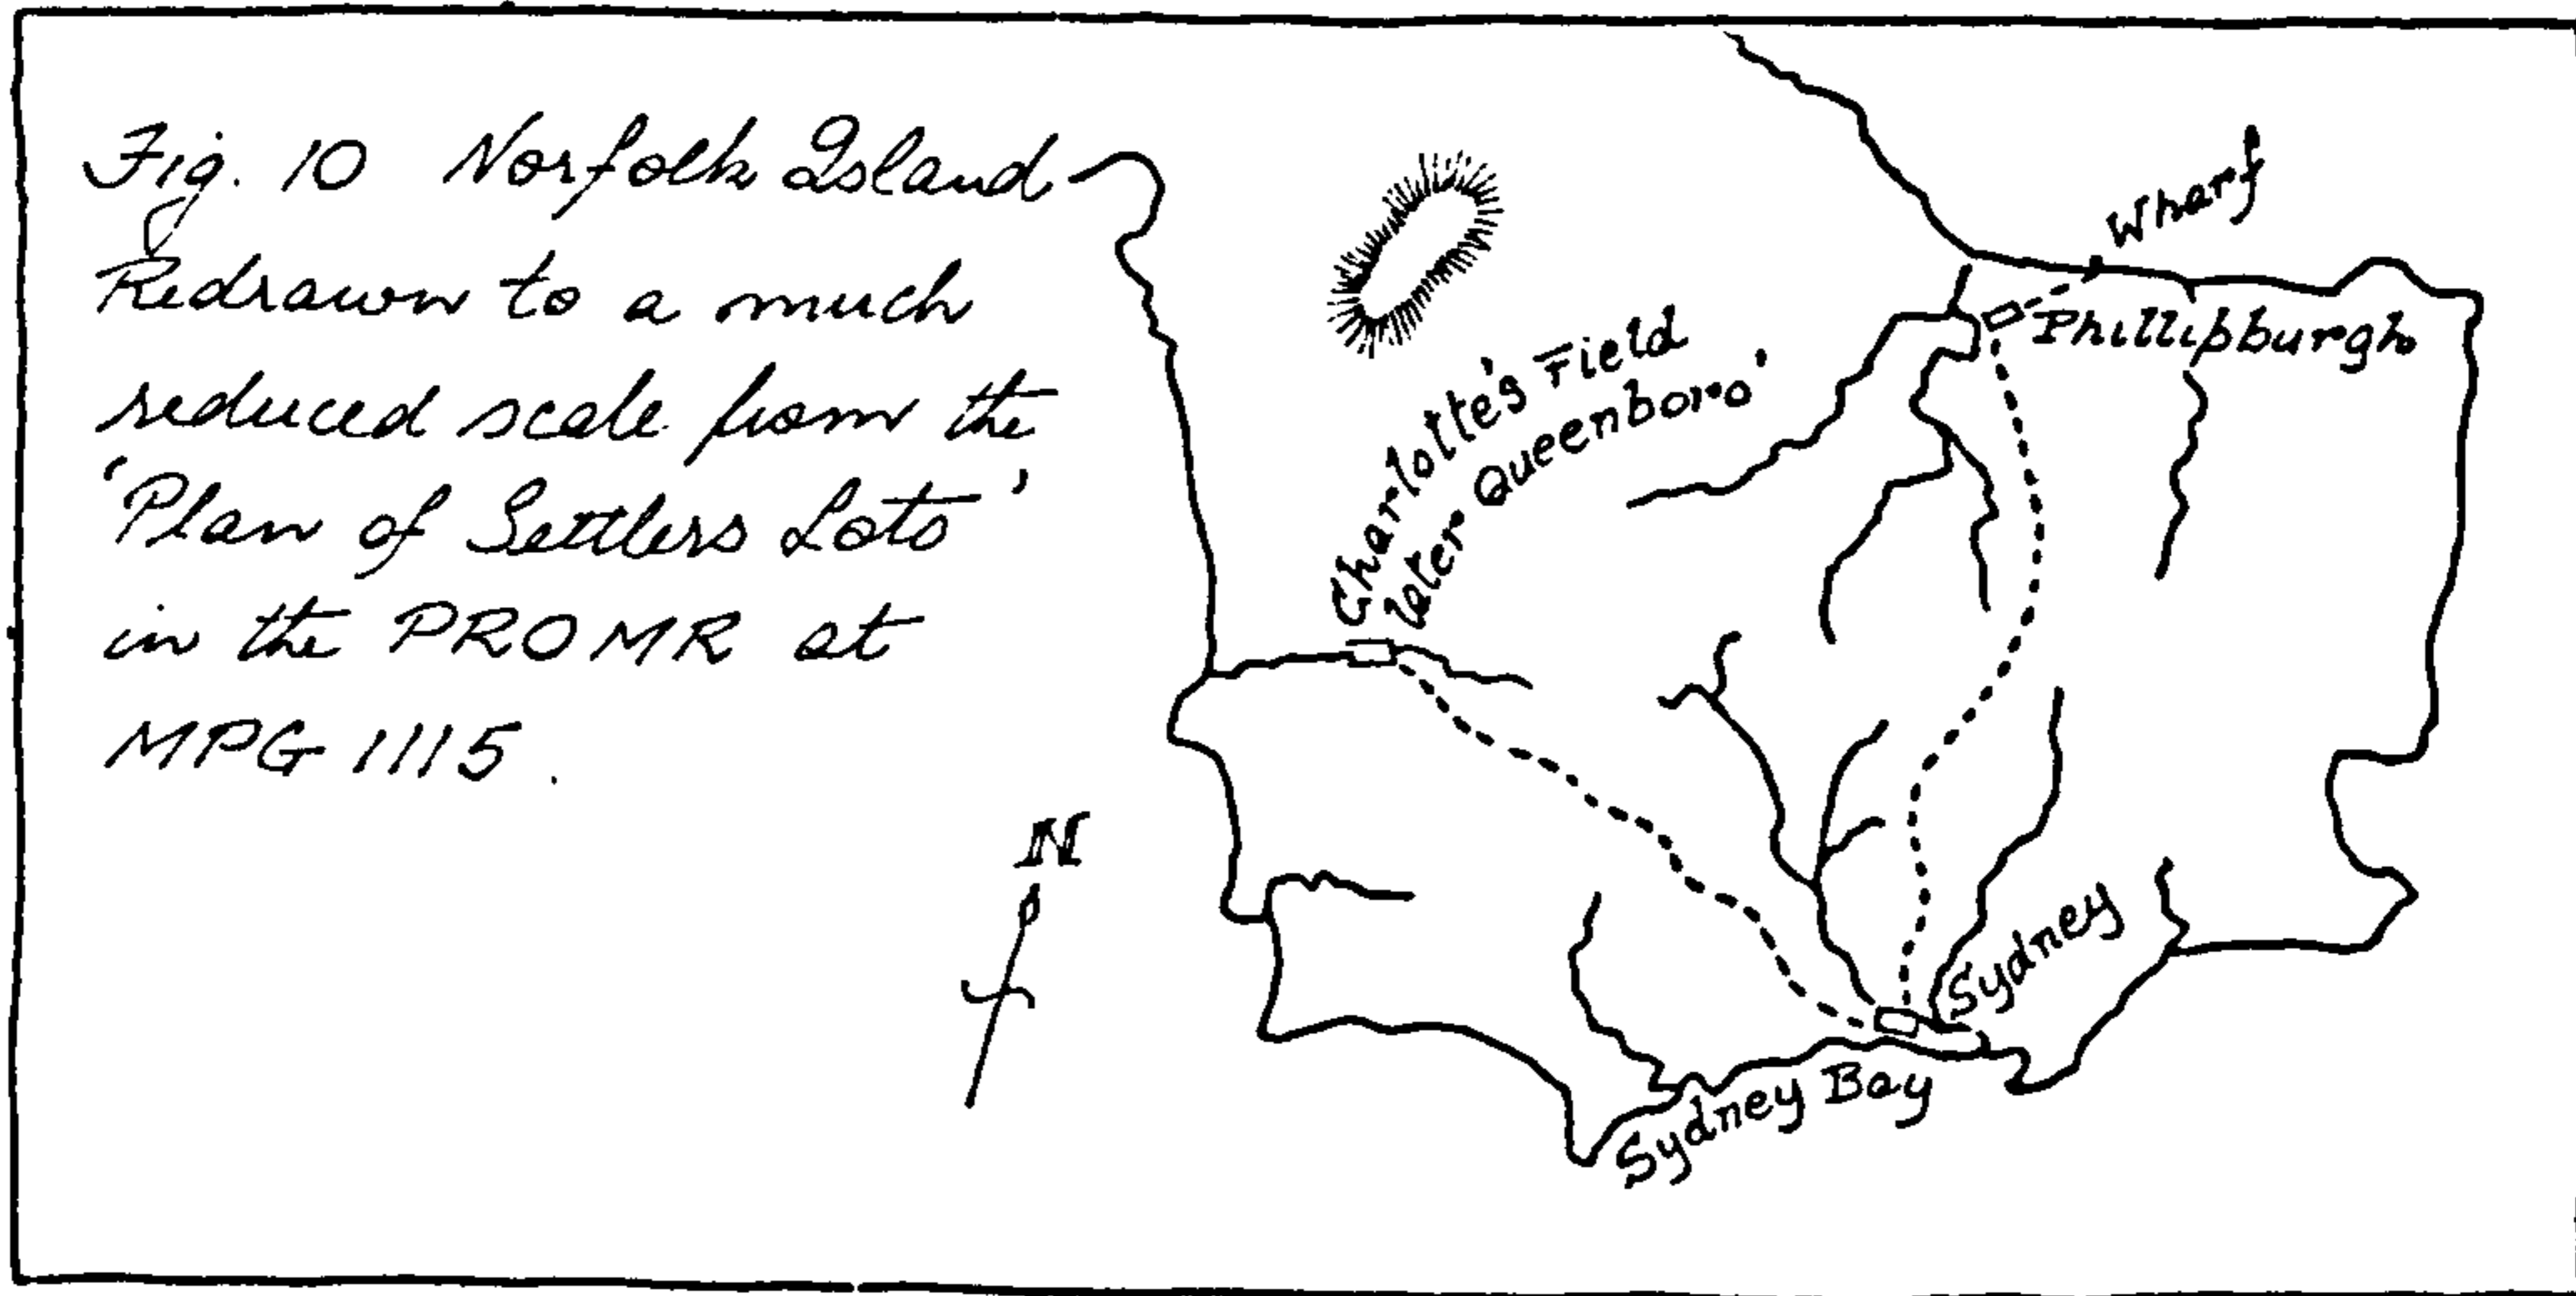 Fig. 10 Norfolk Island
Redrawn to a much
reduced scale from the
'Plan of Settlers Lots'
in the PROMR at
MPG 1115.
N
Wharf
Phillipburgh
Charlotte's Field
later Queenboro'
Sydney
Sydney Bay